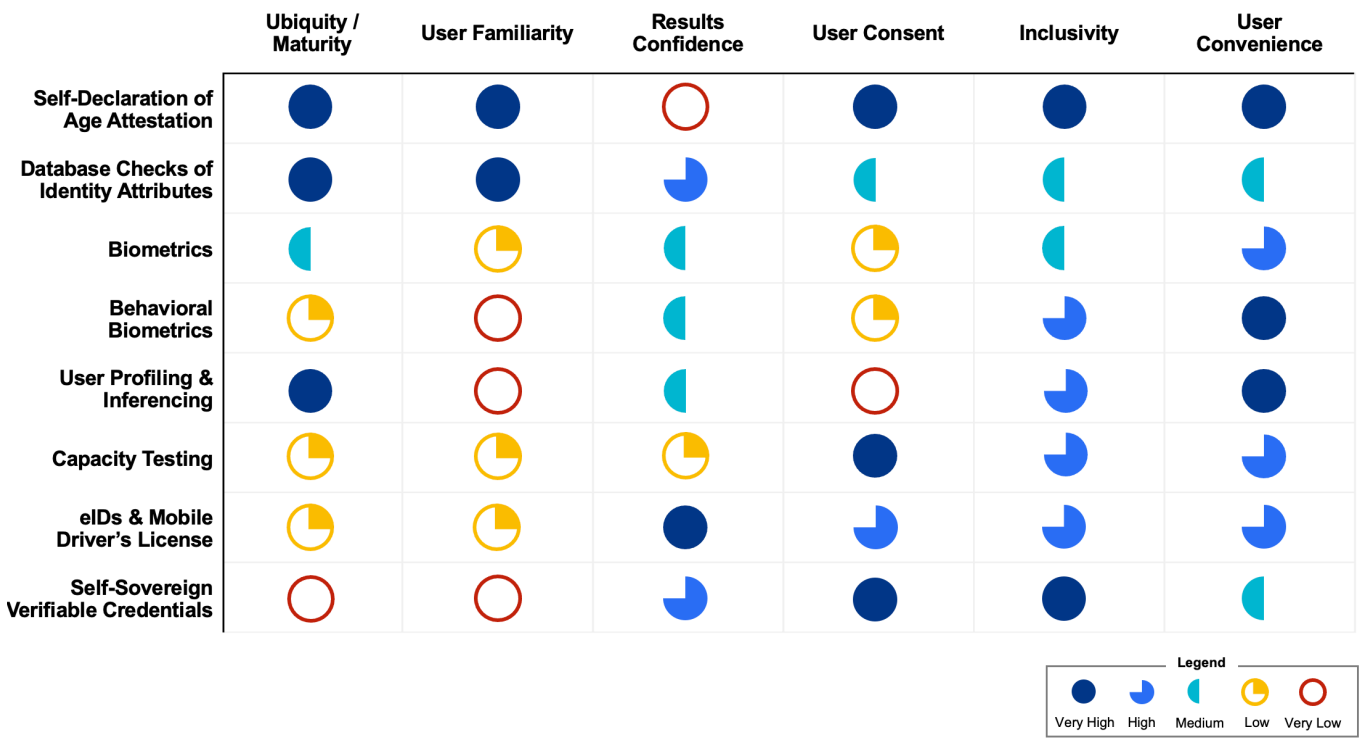 Ubiquity /
Maturity
User Familiarity
Results
Confidence
User Consent
Inclusivity
User
Convenience
Self-Declaration of
Age Attestation
Database Checks of
Identity Attributes
Biometrics
Behavioral
Biometrics
User Profiling &
Inferencing
Capacity Testing
eIDs & Mobile
Driver’s License
Self-Sovereign
Verifiable Credentials
Legend
Very High
High
Medium
Low
Very Low